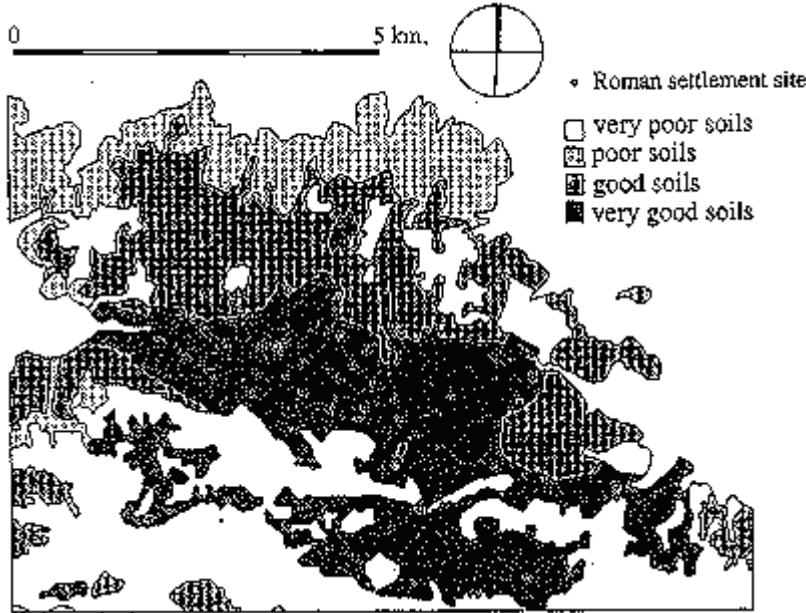 0 5 km.
Roman settlement site
very poor soils
poor soils
good soils
very good soils